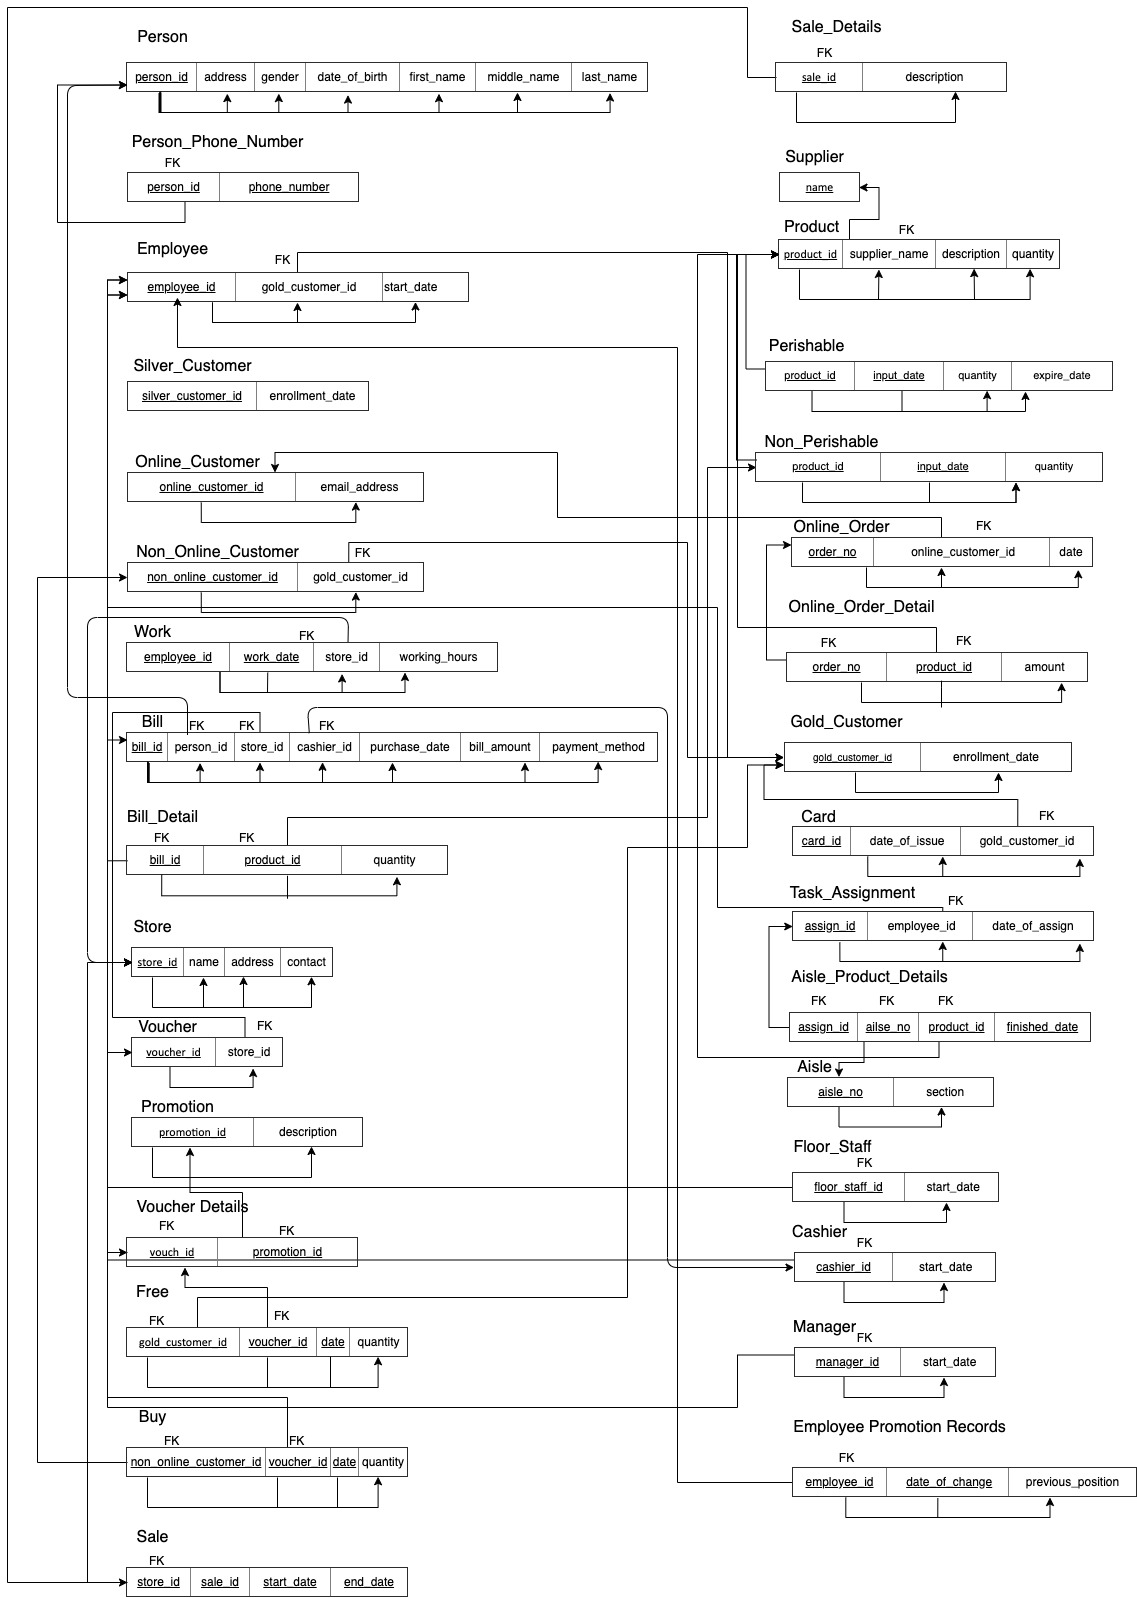 Person
person_id address gender date_of_birth first_name middle_name last_name
Person_Phone_Number
FK
person_id phone_number
Employee
FK
employee_id gold_customer_id start_date
Silver_Customer
silver_customer_id enrollment_date
Online_Customer
online_customer_id email_address
Non_Online_Customer
FK
non_online_customer_id gold_customer_id
Work
FK
employee_id work_date store_id working_hours
Bill
FK FK FK
bill_id person_id store_id cashier_id purchase_date bill_amount payment_method
Bill_Detail
FK FK
bill_id product_id quantity
Store
store_id name address contact
Voucher
FK
voucher_id store_id
Promotion
promotion_id description
Voucher Details
FK FK
vouch_id promotion_id
Free
FK FK
gold_customer_id voucher_id date quantity
Buy
FK FK
non_online_customer_id voucher_id date quantity
Sale
FK
store_id sale_id start_date end_date
Sale_Details
FK
sale_id description
Supplier
name
Product
FK
product_id supplier_name description quantity
Perishable
product_id input_date quantity expire_date
Non_Perishable
product_id input_date quantity
Online_Order
FK
order_no online_customer_id date
Online_Order_Detail
FK FK
order_no product_id amount
Gold_Customer
gold_customer_id enrollment_date
Card
FK
card_id date_of_issue gold_customer_id
Task_Assignment
FK
assign_id employee_id date_of_assign
Aisle_Product_Details
FK FK FK
assign_id ailse_no product_id finished_date
Aisle
aisle_no section
Floor_Staff
FK
floor_staff_id start_date
Cashier
FK
cashier_id start_date
Manager
FK
manager_id start_date
Employee Promotion Records
FK
employee_id date_of_change previous_position